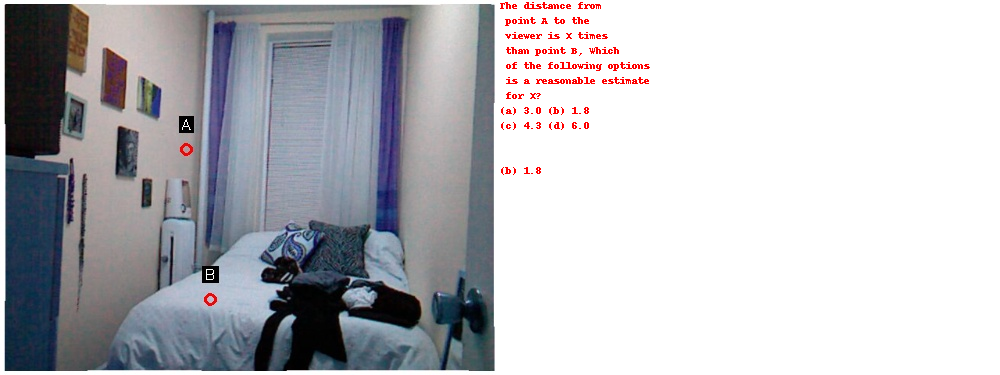 A
B
The distance from
point A to the
viewer is X times
than point B, Which
of the following options
is a reasonable estimate
for X?
(a) 3.0 (b) 1.8
(c) 4.3 (d) 6.0
(b) 1.8